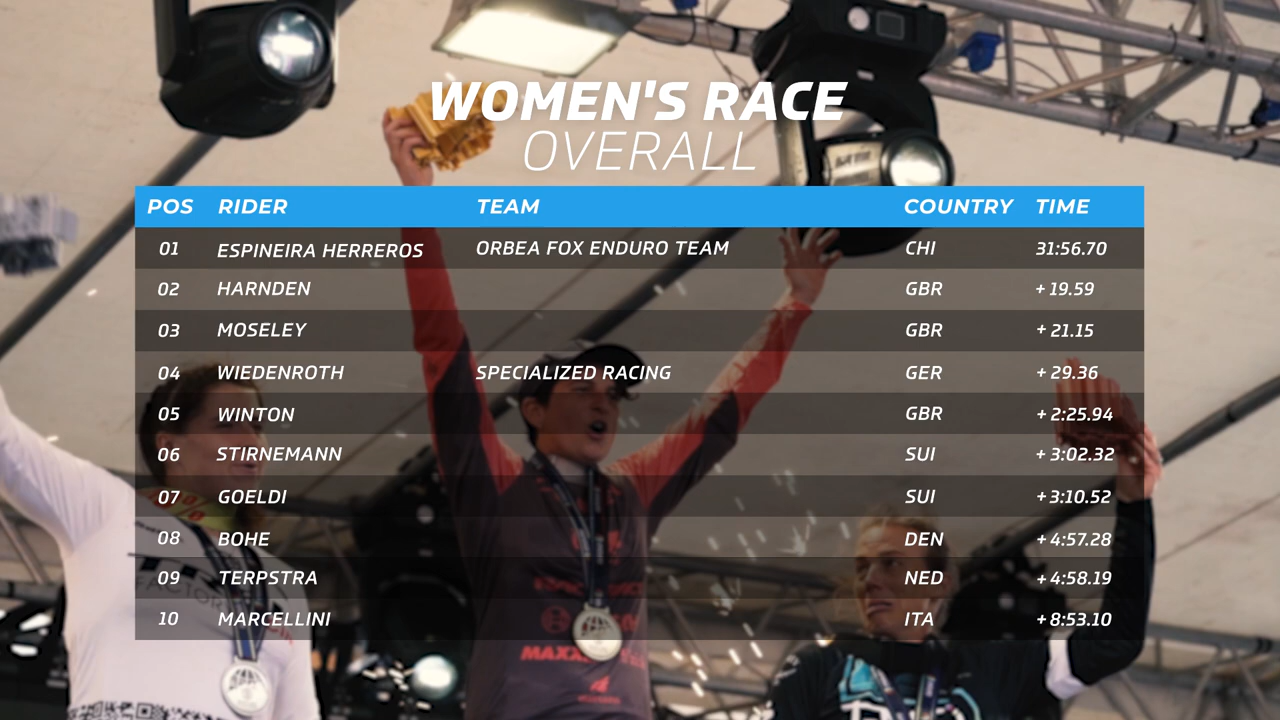 WOMEN'S RACE
OVERALL
POS RIDER TEAM COUNTRY TIME
01 ESPINEIRA HERREROS ORBEA FOX ENDURO TEAM CHI 31:56.70
02 HARNDEN GBR + 19.59
03 MOSELEY GBR + 21.15
04 WIEDENROTH SPECIALIZED RACING GER + 29.36
05 WINTON GBR + 2:25.94
06 STIRNEMANN SUI + 3:02.32
07 GOELDI SUI + 3:10.52
08 BOHE DEN + 4:57.28
09 TERPSTRA NED + 4:58.19
10 MARCELLINI ITA + 8:53.10